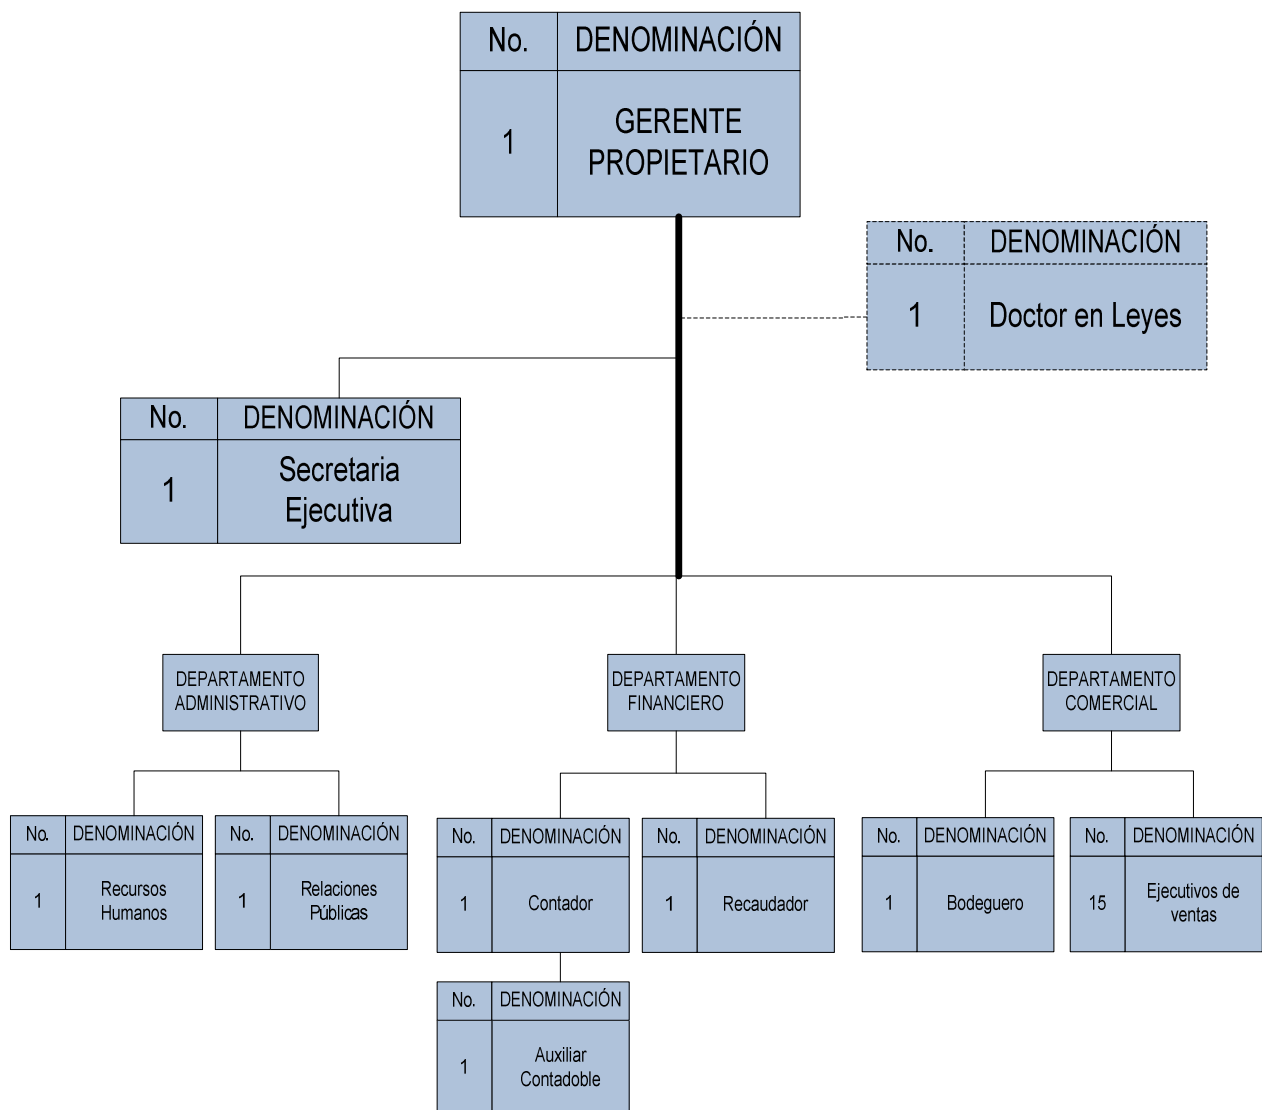 No. DENOMINACIÓN
1 GERENTE
PROPIETARIO
No. DENOMINACIÓN
1 Doctor en Leyes
No. DENOMINACIÓN
1 Secretaria
Ejecutiva
DEPARTAMENTO
ADMINISTRATIVO
DEPARTAMENTO
FINANCIERO
DEPARTAMENTO
COMERCIAL
No. DENOMINACIÓN
1 Recursos
Humanos
No. DENOMINACIÓN
1 Relaciones
Públicas
No. DENOMINACIÓN
1 Contador
No. DENOMINACIÓN
1 Recaudador
No. DENOMINACIÓN
1 Bodeguero
No. DENOMINACIÓN
15 Ejecutivos de
ventas
No. DENOMINACIÓN
1 Auxiliar
Contadoble